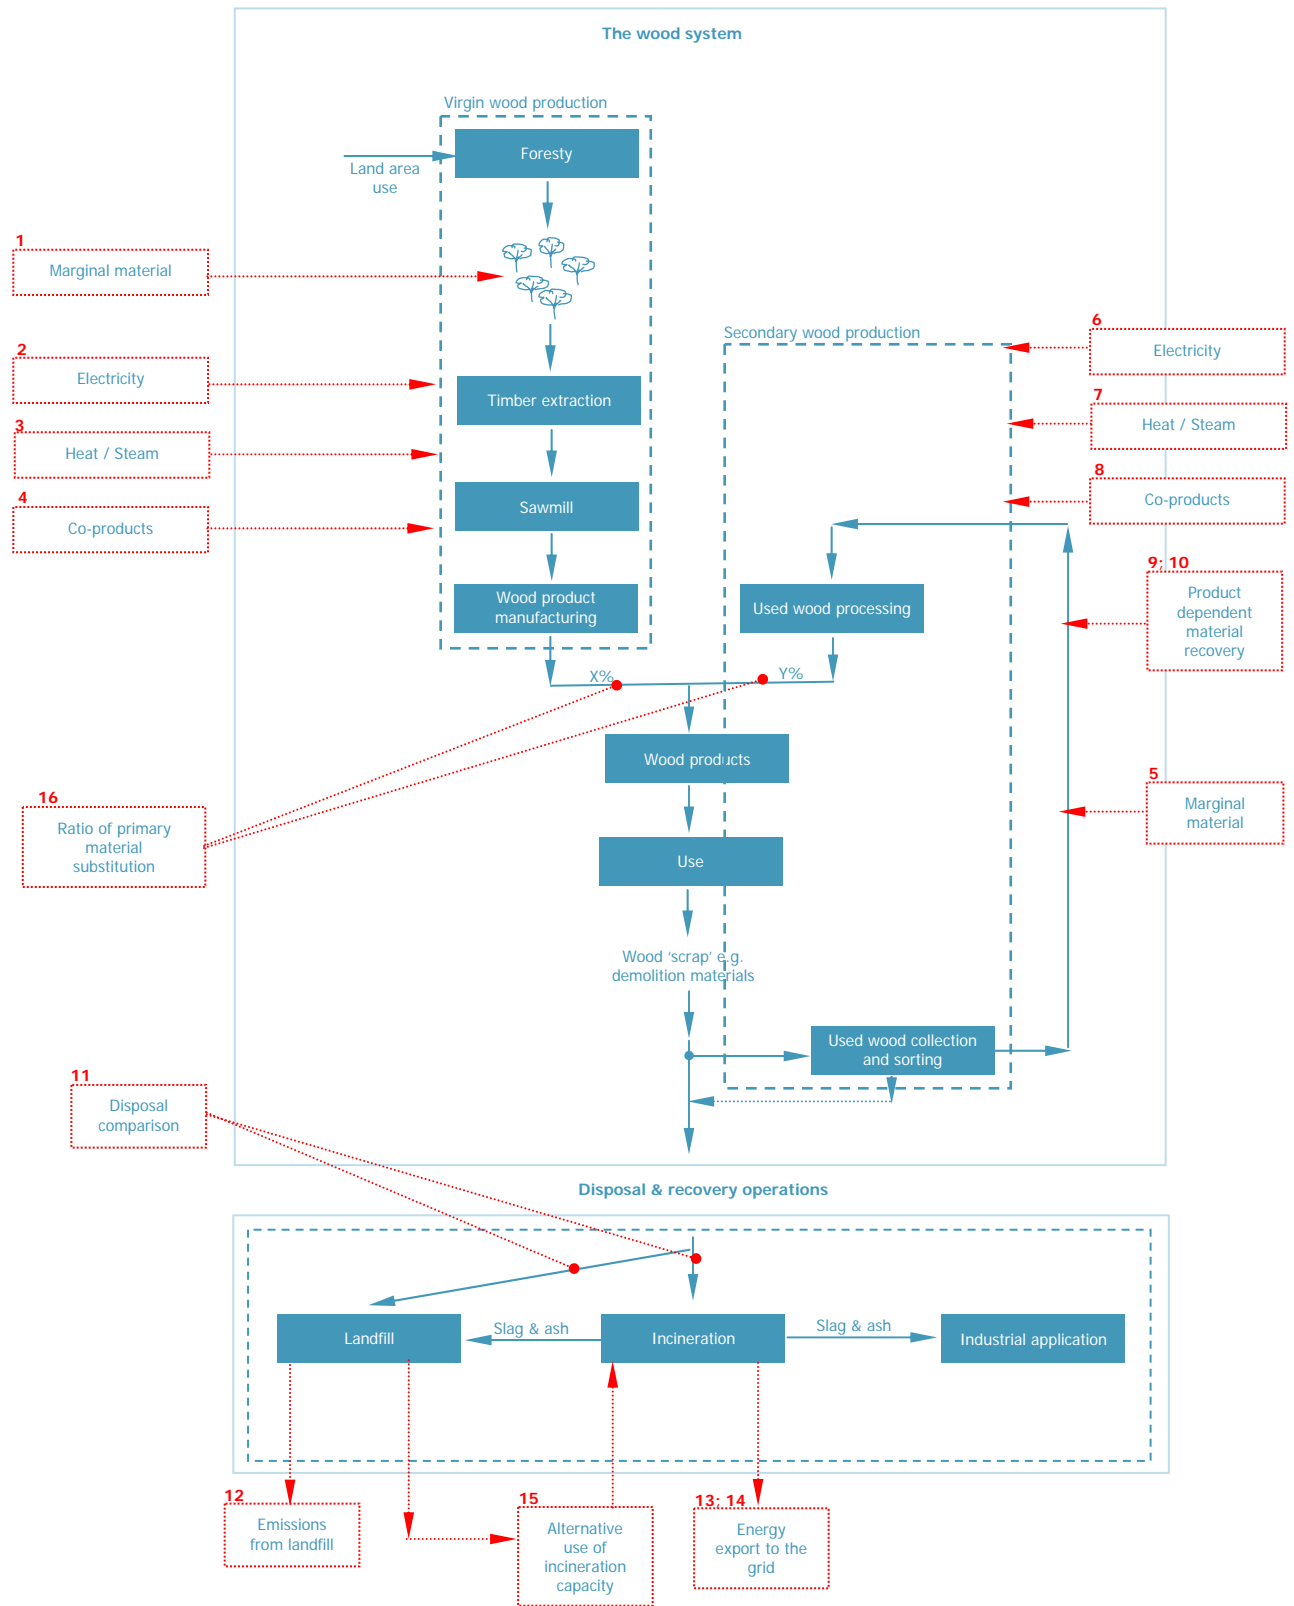 The wood system
Virgin wood production
Foresty
Land area
use
1
Marginal material
2
Electricity
3
Heat / Steam
4
Co-products
Timber extraction
Sawmill
Wood product
manufacturing
Secondary wood production
6
Electricity
7
Heat / Steam
8
Co-products
9; 10
Product
dependent
material
recovery
Used wood processing
X%
Y%
Wood products
16
Ratio of primary
material
substitution
5
Marginal
material
Use
Wood ‘scrap’ e.g.
demolition materials
Used wood collection
and sorting
11
Disposal
comparison
Disposal & recovery operations
Landfill
Slag & ash
Incineration
Slag & ash
Industrial application
12
Emissions
from landfill
15
Alternative
use of
incineration
capacity
13; 14
Energy
export to the
grid